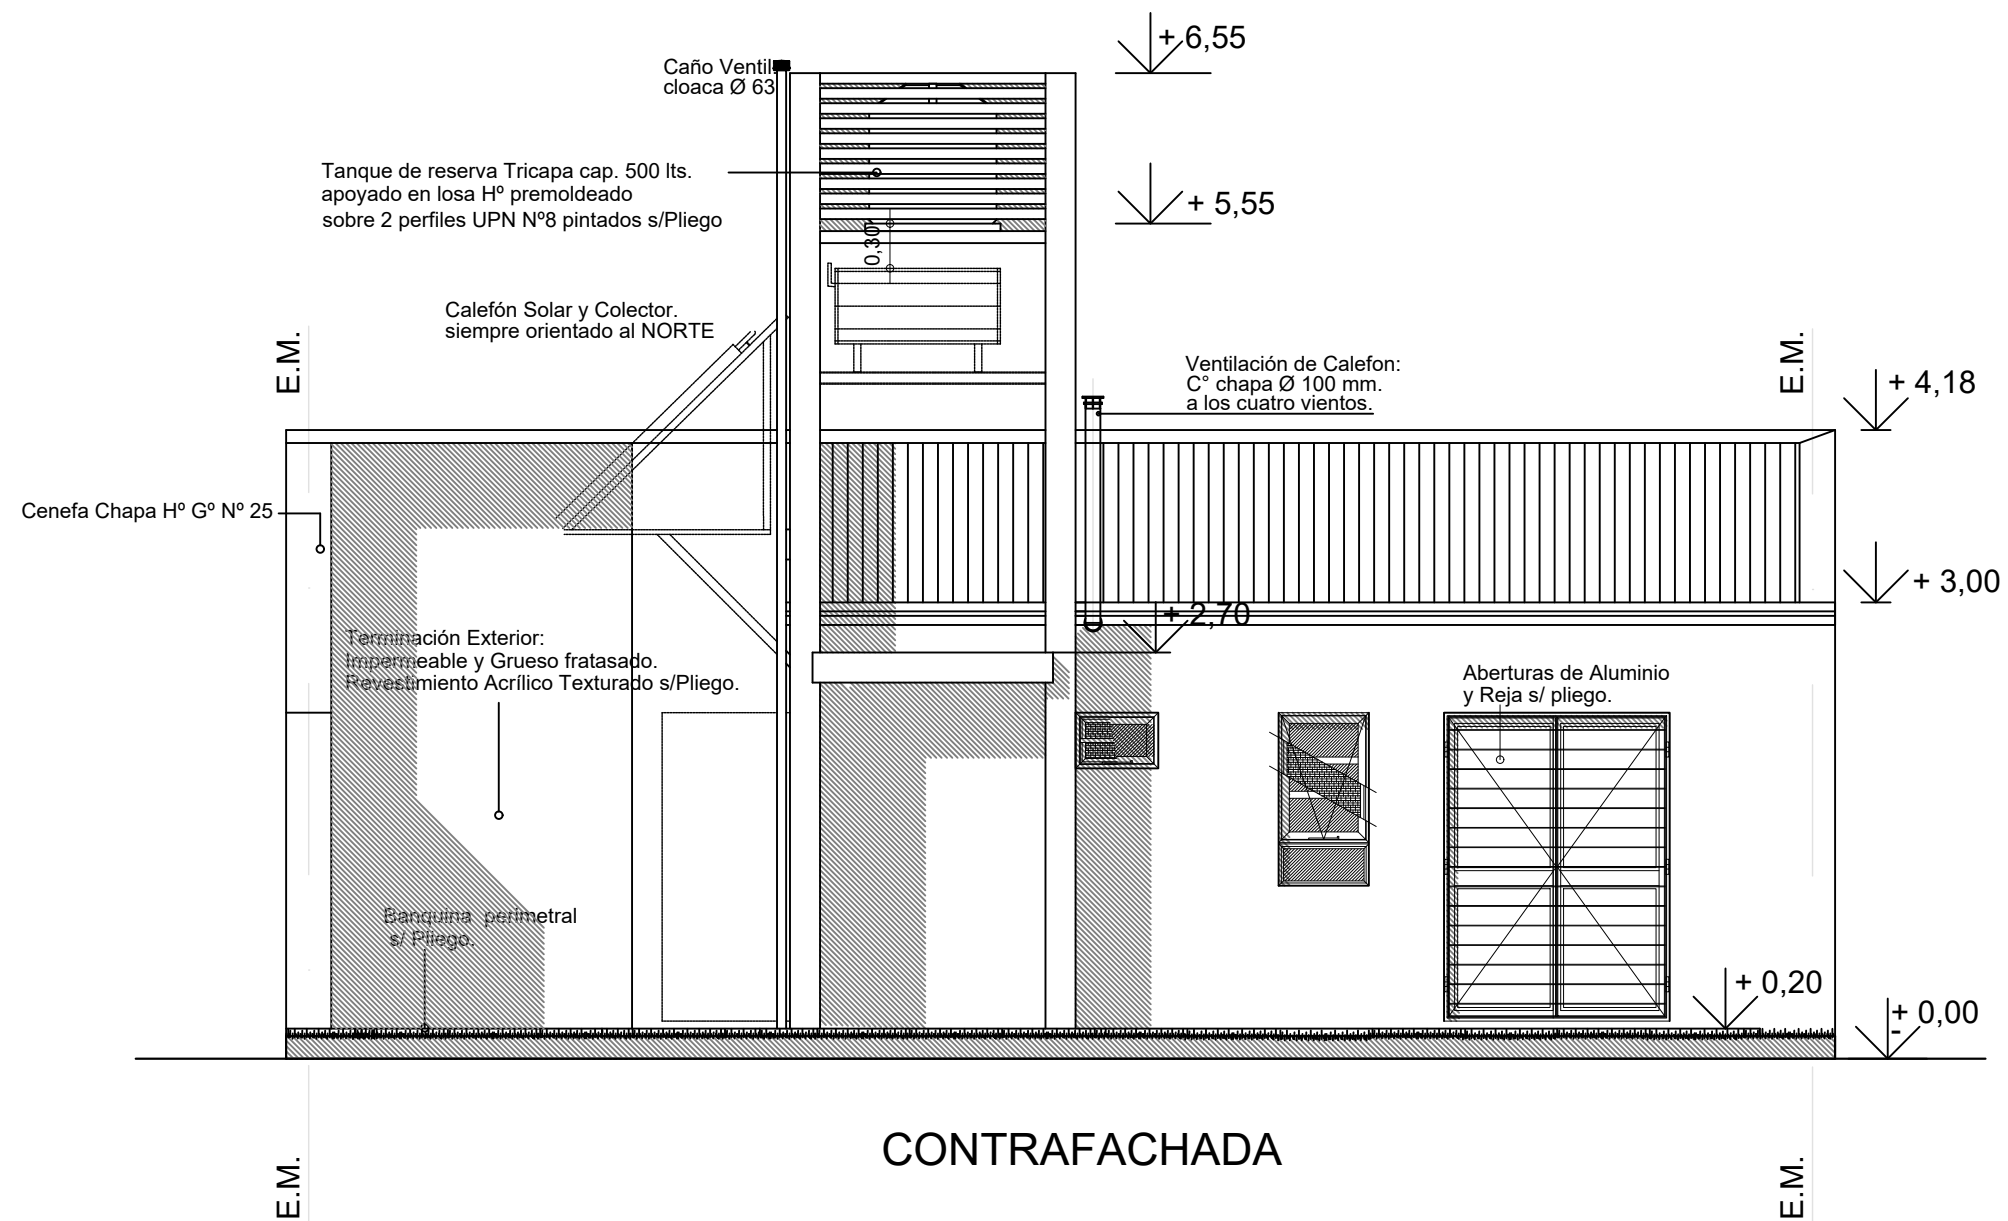 + 6,55
Caño Ventil.
cloaca Ø 63
Tanque de reserva Tricapa cap. 500 lts.
apoyado en losa Hº premoldeado
sobre 2 perfiles UPN Nº8 pintados s/Pliego
+ 5,55
0,30
Calefón Solar y Colector.
siempre orientado al NORTE
E.M.
E.M.
Ventilación de Calefon:
C° chapa Ø 100 mm.
a los cuatro vientos.
+ 4,18
Cenefa Chapa Hº Gº Nº 25
+ 3,00
+ 2,70
Terminación Exterior:
Impermeable y Grueso fratasado.
Revestimiento Acrílico Texturado s/Pliego.
Aberturas de Aluminio
y Reja s/ pliego.
Banquina perimetral
s/ Pliego.
+ 0,20
+ 0,00
-
CONTRAFACHADA
E.M.
E.M.